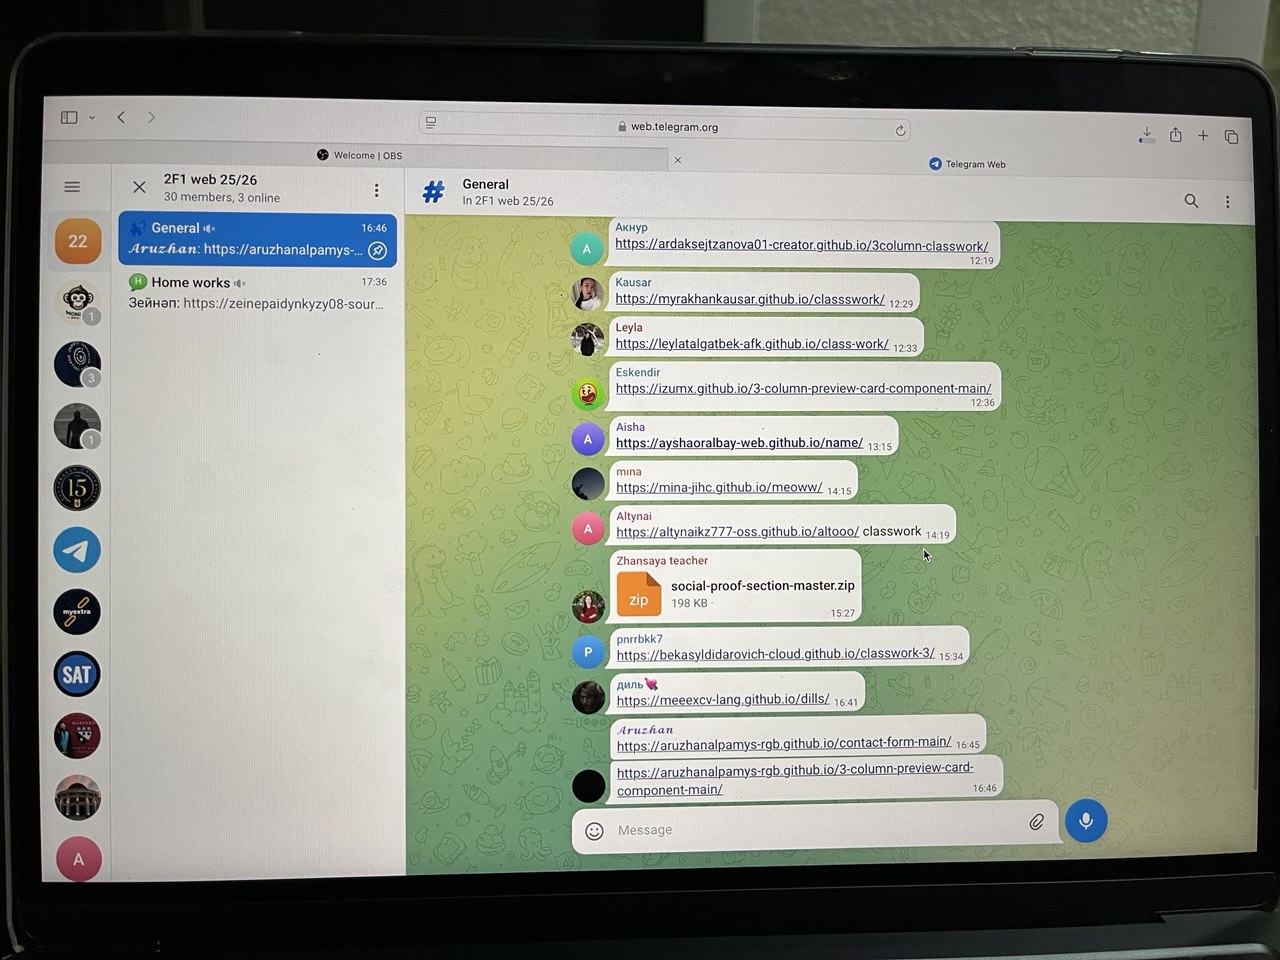 web.telegram.org
Welcome | OBS
Telegram Web
2F1 web 25/26
30 members, 3 online
General
In 2F1 web 25/26
22
General 16:46
Aruzhan: https://aruzhanalpamys-...
H Home works 17:36
Зейнәп: https://zeinepaidynkyzy08-sour...
1
3
1
15
myextra
SAT
A
Акнур
A
https://ardaksejtzanova01-creator.github.io/3column-classwork/
12:19
Kausar
https://myrakhankausar.github.io/classswork/ 12:29
Leyla
https://leylatalgatbek-afk.github.io/class-work/ 12:33
Eskendir
https://izumx.github.io/3-column-preview-card-component-main/
12:36
Aisha
A
https://ayshaoralbay-web.github.io/name/ 13:15
mına
https://mina-jihc.github.io/meoww/ 14:15
Altynai
A
https://altynaikz777-oss.github.io/altooo/ classwork 14:19
Zhansaya teacher
zip
social-proof-section-master.zip
198 KB ·
15:27
pnrrbkk7
P
https://bekasyldidarovich-cloud.github.io/classwork-3/ 15:34
диль💘
https://meeexcv-lang.github.io/dills/ 16:41
Aruzhan
https://aruzhanalpamys-rgb.github.io/contact-form-main/ 16:45
https://aruzhanalpamys-rgb.github.io/3-column-preview-card-
component-main/ 16:46
Message